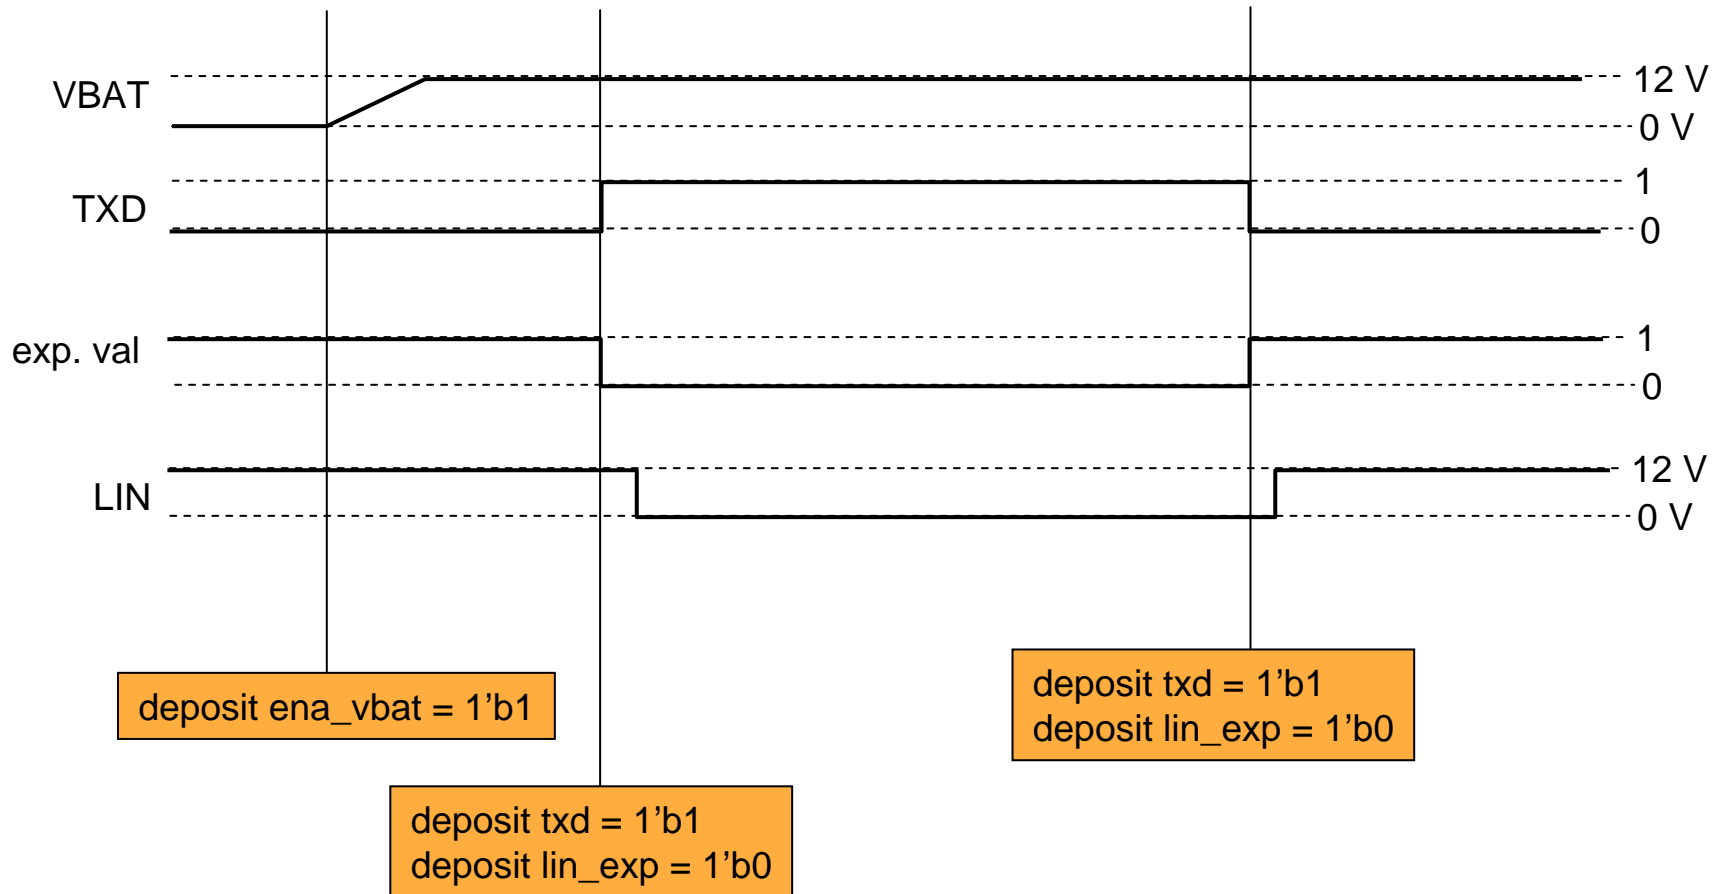 VBAT
12 V
0 V
TXD
1
0
exp. val
1
0
LIN
12 V
0 V
deposit ena_vbat = 1’b1
deposit txd = 1’b1
deposit lin_exp = 1’b0
deposit txd = 1’b1
deposit lin_exp = 1’b0